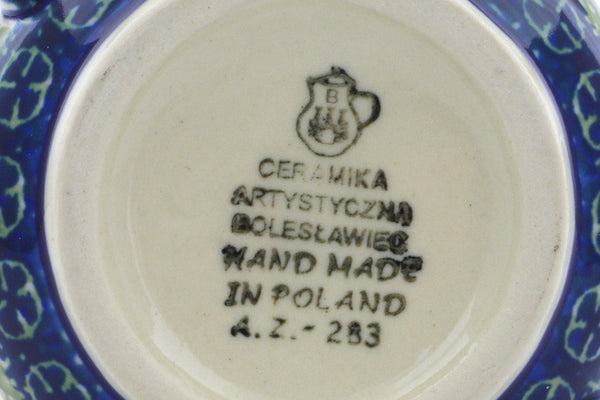 B
CERAMIKA
ARTYSTYCZNA
BOLESŁAWIEC
HAND MADE
IN POLAND
A.Z.-283